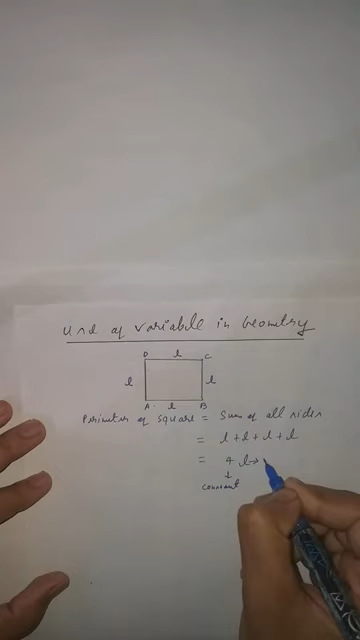 Use of variable in Geometry
D l C
l l
A l B
Perimeter of square = Sum of all sides
= l + l + l + l
= 4 l →
↓
constant